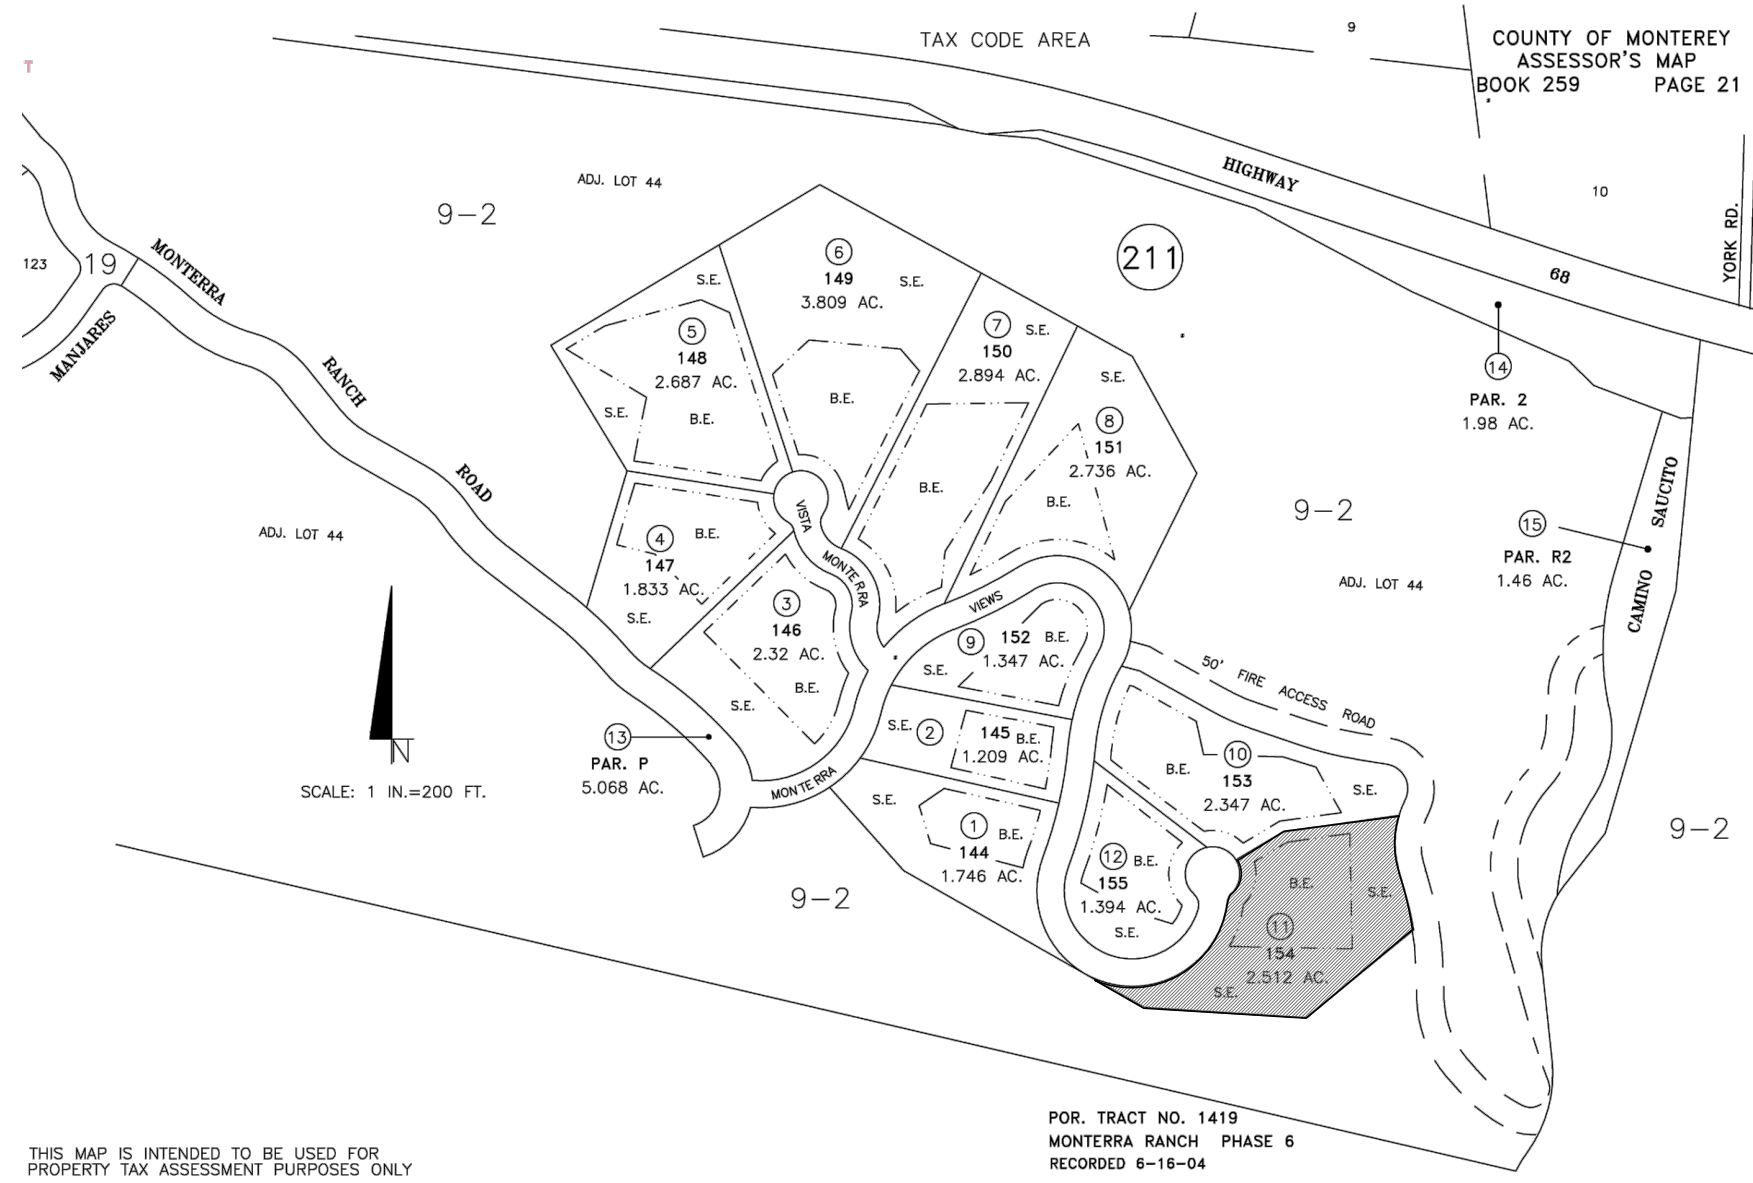 TAX CODE AREA
9
COUNTY OF MONTEREY
ASSESSOR'S MAP
BOOK 259 PAGE 21
T
HIGHWAY
68
10
YORK RD.
ADJ. LOT 44
9-2
211
123
19
MONTERRA
RANCH
ROAD
MANJARES
6
149
3.809 AC.
S.E.
B.E.
S.E.
5
148
2.687 AC.
S.E.
B.E.
7
S.E.
150
2.894 AC.
B.E.
S.E.
8
151
2.736 AC.
B.E.
14
PAR. 2
1.98 AC.
9-2
15
PAR. R2
1.46 AC.
CAMINO SAUCITO
ADJ. LOT 44
ADJ. LOT 44
4
B.E.
147
1.833 AC.
S.E.
VISTA
MONTERRA
3
146
2.32 AC.
B.E.
S.E.
VIEWS
9
152 B.E.
1.347 AC.
S.E.
50' FIRE ACCESS ROAD
S.E.
2
145 B.E.
1.209 AC.
13
PAR. P
5.068 AC.
MONTERRA
N
SCALE: 1 IN.=200 FT.
10
B.E.
153
2.347 AC.
S.E.
S.E.
1
B.E.
144
1.746 AC.
12
B.E.
155
1.394 AC.
S.E.
9-2
9-2
B.E.
S.E.
11
154
2.512 AC.
S.E.
POR. TRACT NO. 1419
MONTERRA RANCH PHASE 6
RECORDED 6-16-04
THIS MAP IS INTENDED TO BE USED FOR
PROPERTY TAX ASSESSMENT PURPOSES ONLY